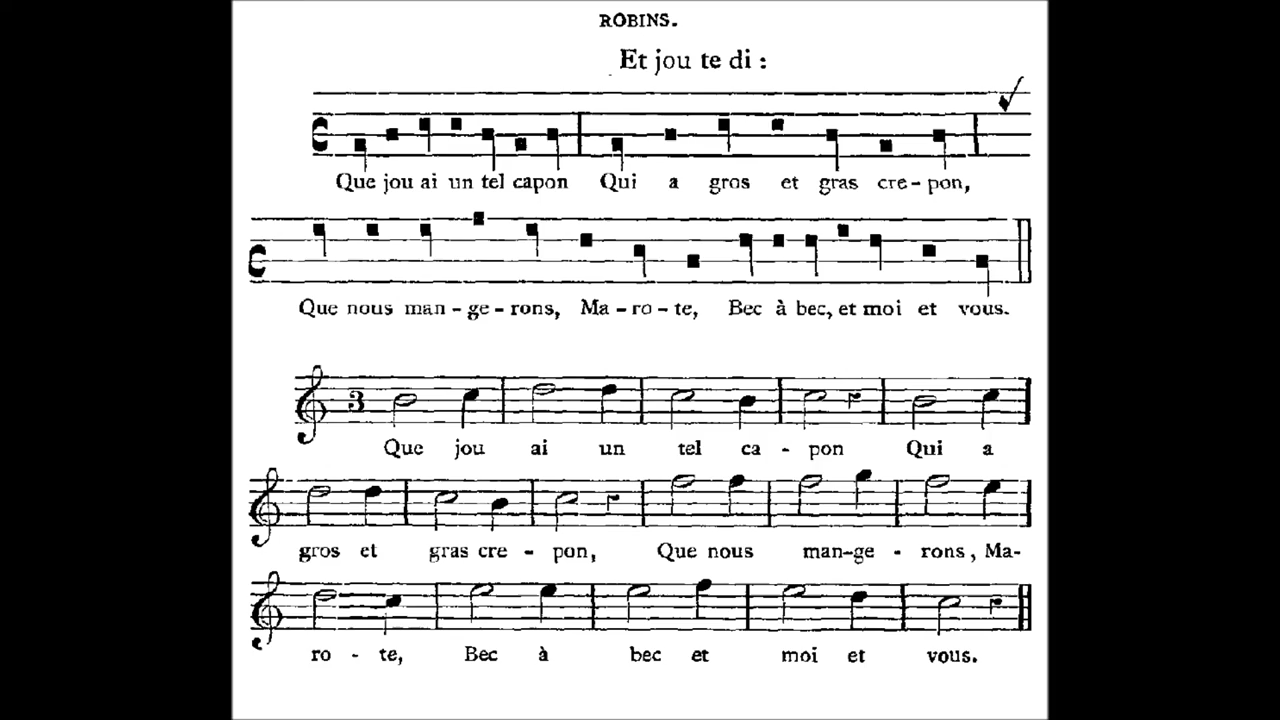 ROBINS.
Et jou te di :
Que jou ai un tel capon Qui a gros et gras cre - pon,
Que nous man - ge - rons, Ma - ro - te, Bec à bec, et moi et vous.
3
Que jou ai un tel ca - pon Qui a
gros et gras cre - pon, Que nous man-ge - rons, Ma-
ro - te, Bec à bec et moi et vous.